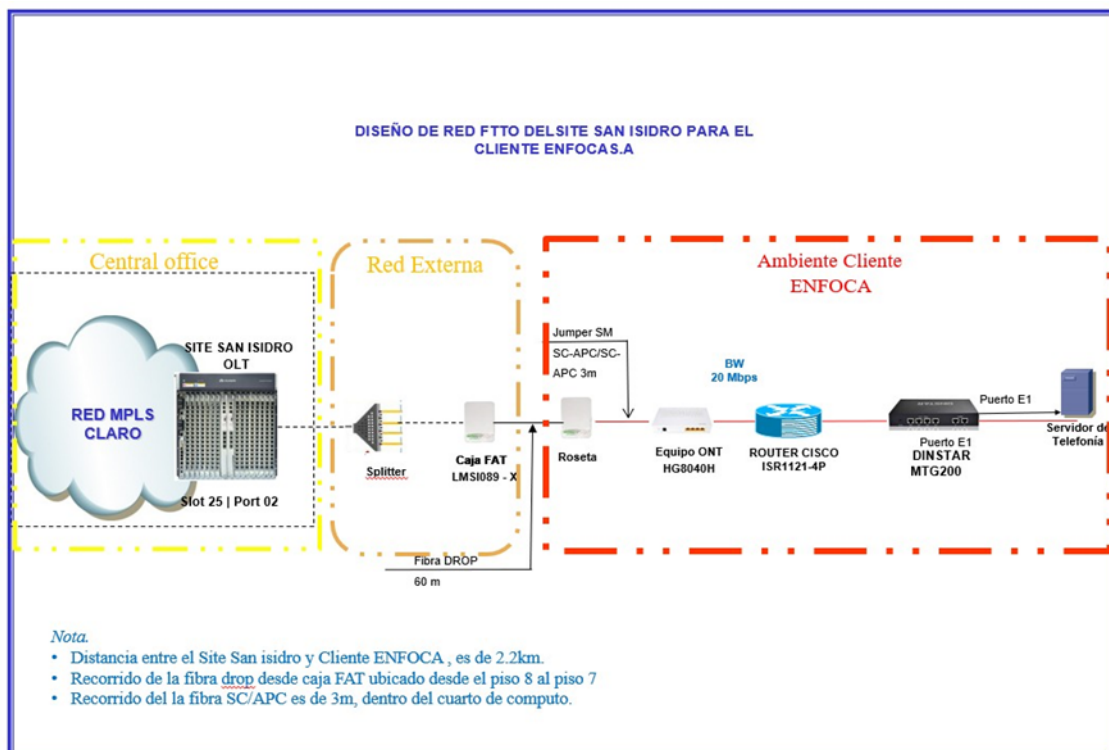 DISEÑO DE RED FTTO DELSITE SAN ISIDRO PARA EL
CLIENTE ENFOCAS.A
Central office
SITE SAN ISIDRO
OLT
RED MPLS
CLARO
Slot 25 | Port 02
Red Externa
Splitter
Caja FAT
LMSI089 - X
Fibra DROP
60 m
Ambiente Cliente
ENFOCA
Jumper SM
SC-APC/SC-
APC 3m
Roseta
Equipo ONT
HG8040H
BW
20 Mbps
ROUTER CISCO
ISR1121-4P
Puerto E1
DINSTAR
MTG200
Puerto E1
Servidor de
Telefonía
Nota.
• Distancia entre el Site San isidro y Cliente ENFOCA , es de 2.2km.
• Recorrido de la fibra drop desde caja FAT ubicado desde el piso 8 al piso 7
• Recorrido del la fibra SC/APC es de 3m, dentro del cuarto de computo.